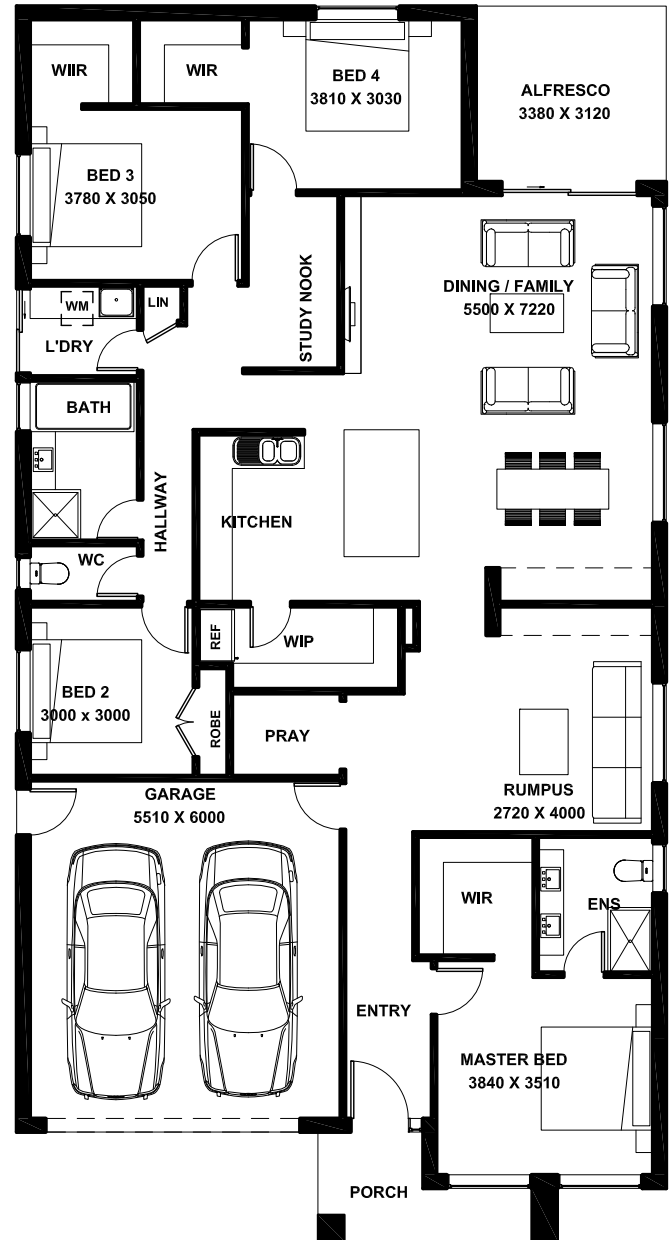 WIIR
WIR
BED 4
3810 X 3030
ALFRESCO
3380 X 3120
BED 3
3780 X 3050
DINING / FAMILY
5500 X 7220
STUDY NOOK
WM
LIN
L'DRY
BATH
HALLWAY
KITCHEN
WC
REF
WIP
BED 2
3000 x 3000
ROBE
PRAY
GARAGE
5510 X 6000
RUMPUS
2720 X 4000
WIR
ENS
ENTRY
MASTER BED
3840 X 3510
PORCH